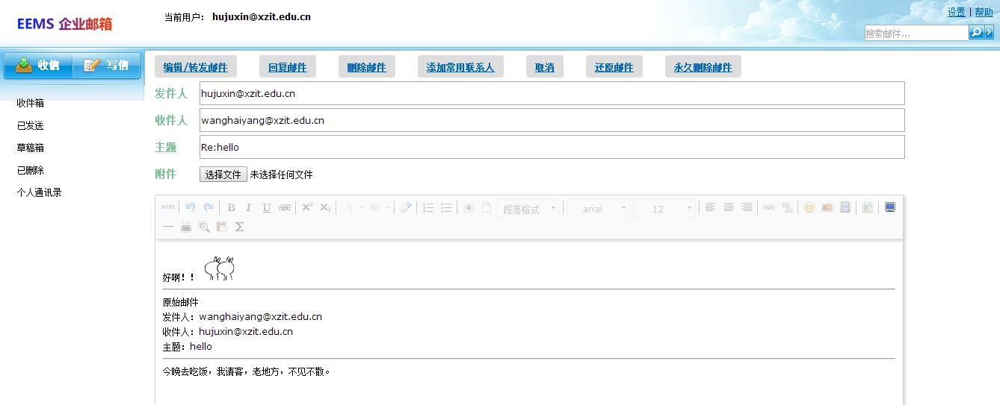 EEMS 企业邮箱
当前用户： hujuxin@xzit.edu.cn
设置 | 帮助
搜索邮件...
收信 写信
收件箱
已发送
草稿箱
已删除
个人通讯录
编辑/转发邮件 回复邮件 删除邮件 添加常用联系人 取消 还原邮件 永久删除邮件
发件人 hujuxin@xzit.edu.cn
收件人 wanghaiyang@xzit.edu.cn
主题 Re:hello
附件 选择文件 未选择任何文件
HTML B I U ABC X² X₂ A ab a 段落格式 arial 12
Σ
好啊！！
原始邮件
发件人：wanghaiyang@xzit.edu.cn
收件人：hujuxin@xzit.edu.cn
主题：hello
今晚去吃饭，我请客，老地方，不见不散。